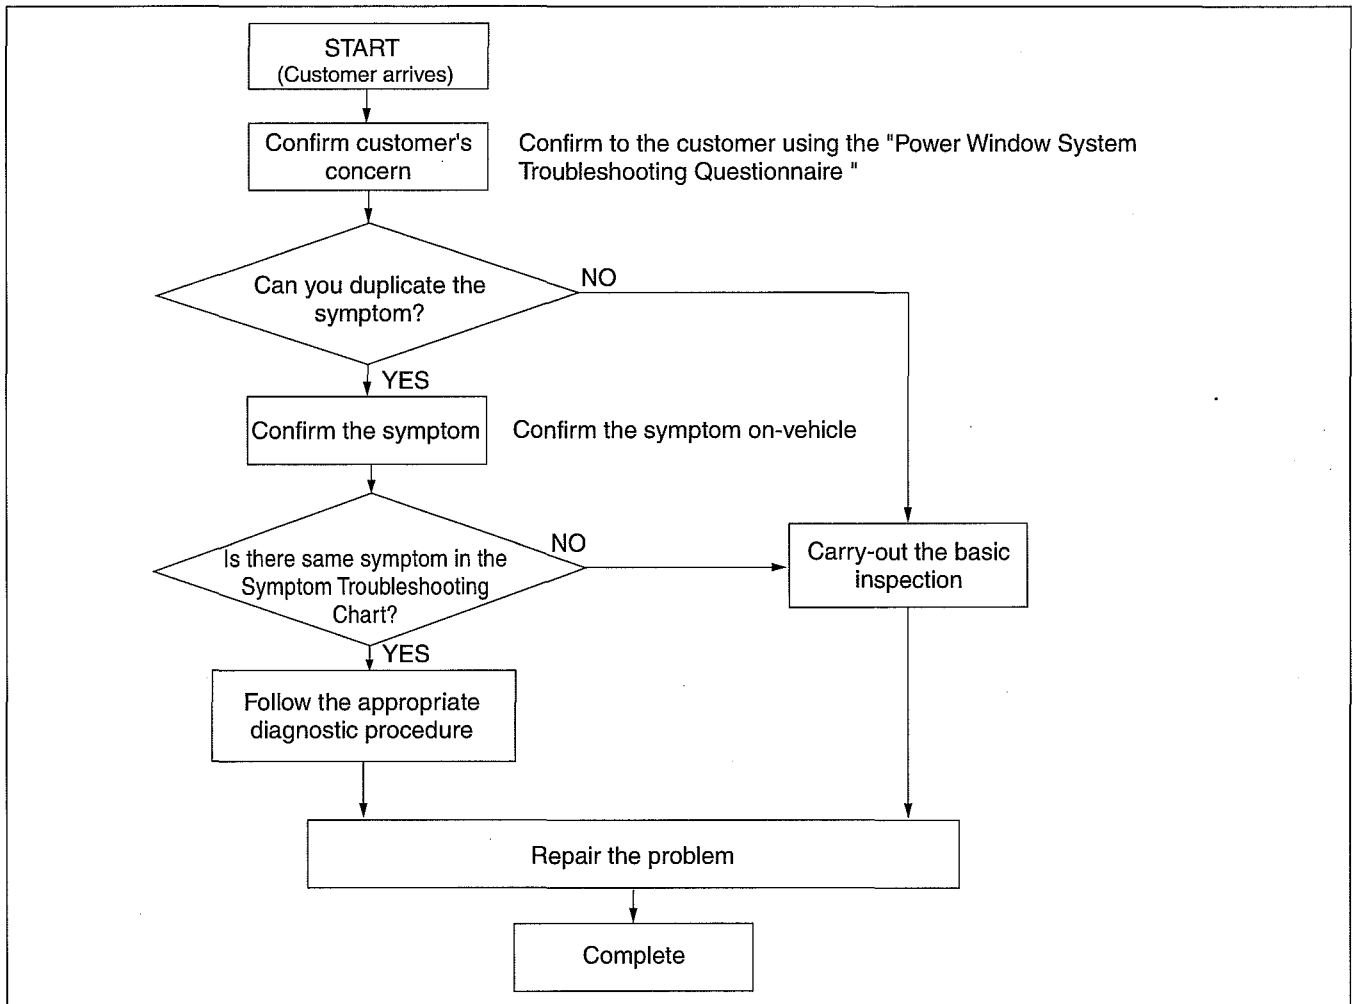 START
(Customer arrives)
Confirm customer's
concern
Confirm to the customer using the "Power Window System
Troubleshooting Questionnaire "
Can you duplicate the
symptom?
NO
YES
Confirm the symptom
Confirm the symptom on-vehicle
Is there same symptom in the
Symptom Troubleshooting
Chart?
NO
Carry-out the basic
inspection
YES
Follow the appropriate
diagnostic procedure
Repair the problem
Complete